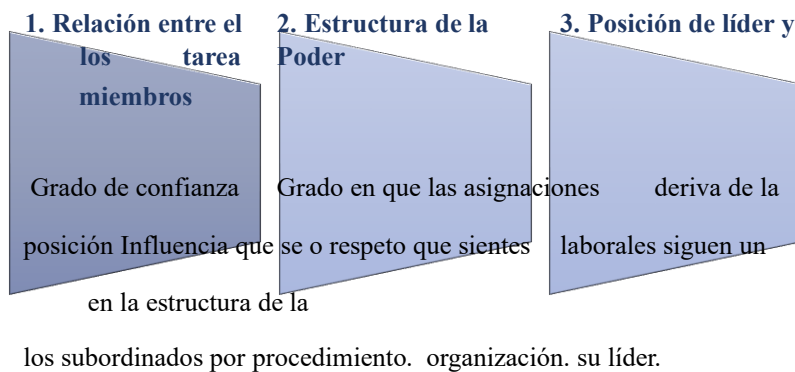 1. Relación entre el 2. Estructura de la 3. Posición de líder y
los tarea Poder
miembros
Grado de confianza Grado en que las asignaciones deriva de la
posición Influencia que se o respeto que sientes laborales siguen un
en la estructura de la
los subordinados por procedimiento. organización. su líder.